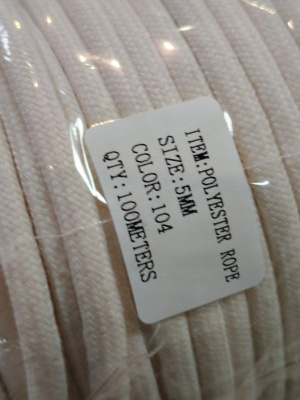 ITEM:POLYESTER ROPE
SIZE:5MM
COLOR:104
QTY:100METERS